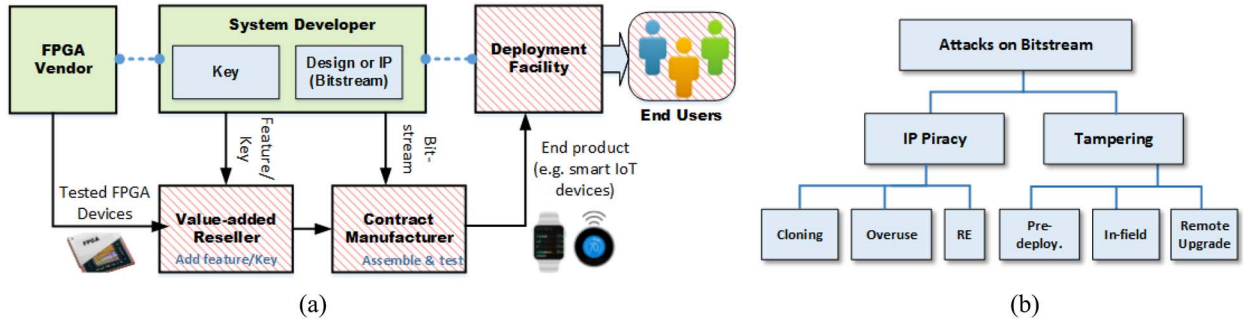 FPGA
Vendor
System Developer
Key
Design or IP
(Bitstream)
Deployment
Facility
End Users
Feature/
Key
Bit-
stream
End product
(e.g. smart IoT
devices)
Tested FPGA
Devices
FPGA
Value-added
Reseller
Add feature/Key
Contract
Manufacturer
Assemble & test
70
(a)
Attacks on Bitstream
IP Piracy
Tampering
Cloning
Overuse
RE
Pre-
deploy.
In-field
Remote
Upgrade
(b)